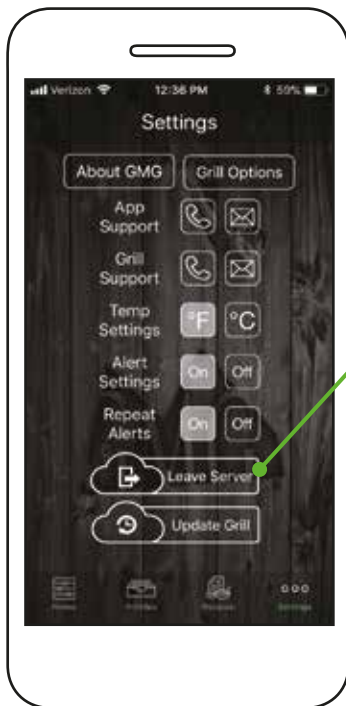 Verizon 12:36 PM 59%
Settings
About GMG Grill Options
App
Support
Grill
Support
Temp
Settings
°F °C
Alert
Settings
On Off
Repeat
Alerts
On Off
Leave Server
Update Grill
Settings